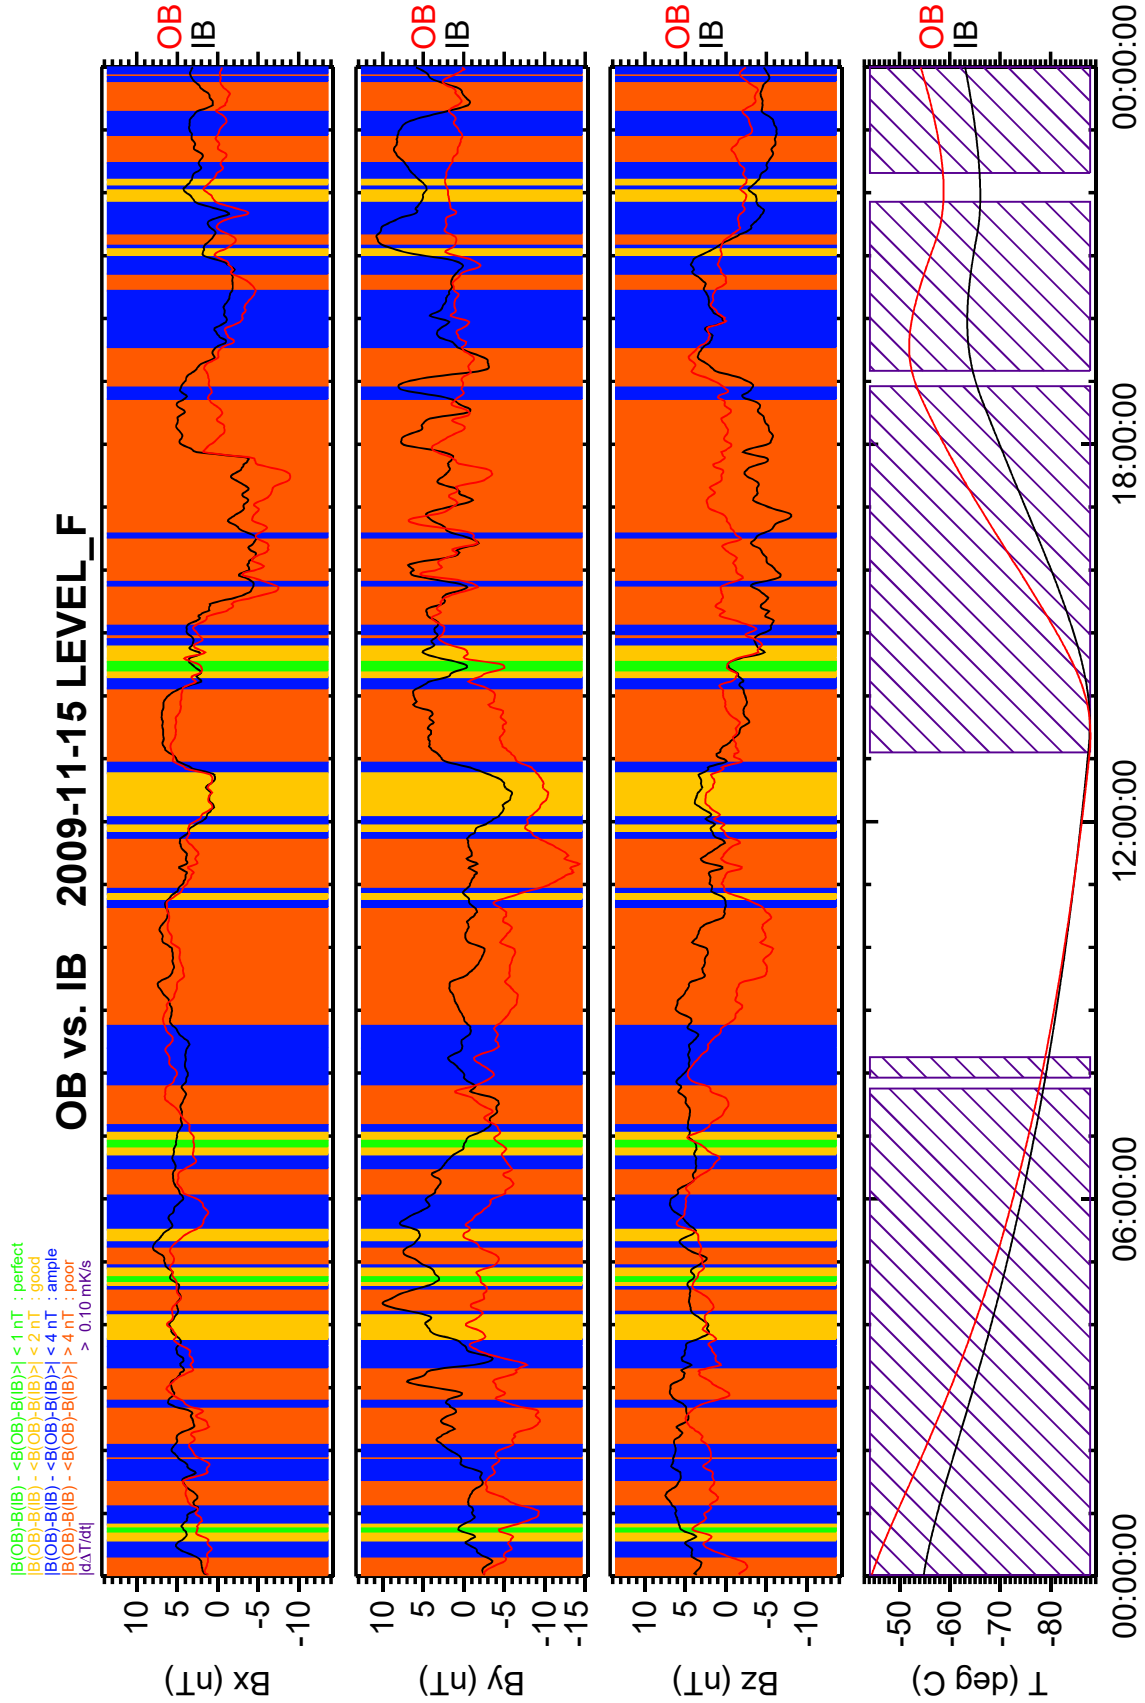 OB vs. IB 2009-11-15 LEVEL_F
|B(OB)-B(IB) - <B(OB)-B(IB)>| < 1 nT : perfect
|B(OB)-B(IB) - <B(OB)-B(IB)>| < 2 nT : good
|B(OB)-B(IB) - <B(OB)-B(IB)>| < 4 nT : ample
|B(OB)-B(IB) - <B(OB)-B(IB)>| > 4 nT : poor
|dΔT/dt| > 0.10 mK/s
Bx (nT)
10
5
0
-5
-10
OB
IB
By (nT)
10
5
0
-5
-10
-15
OB
IB
Bz (nT)
10
5
0
-5
-10
OB
IB
T (deg C)
-50
-60
-70
-80
OB
IB
00:00:00 06:00:00 12:00:00 18:00:00 00:00:00